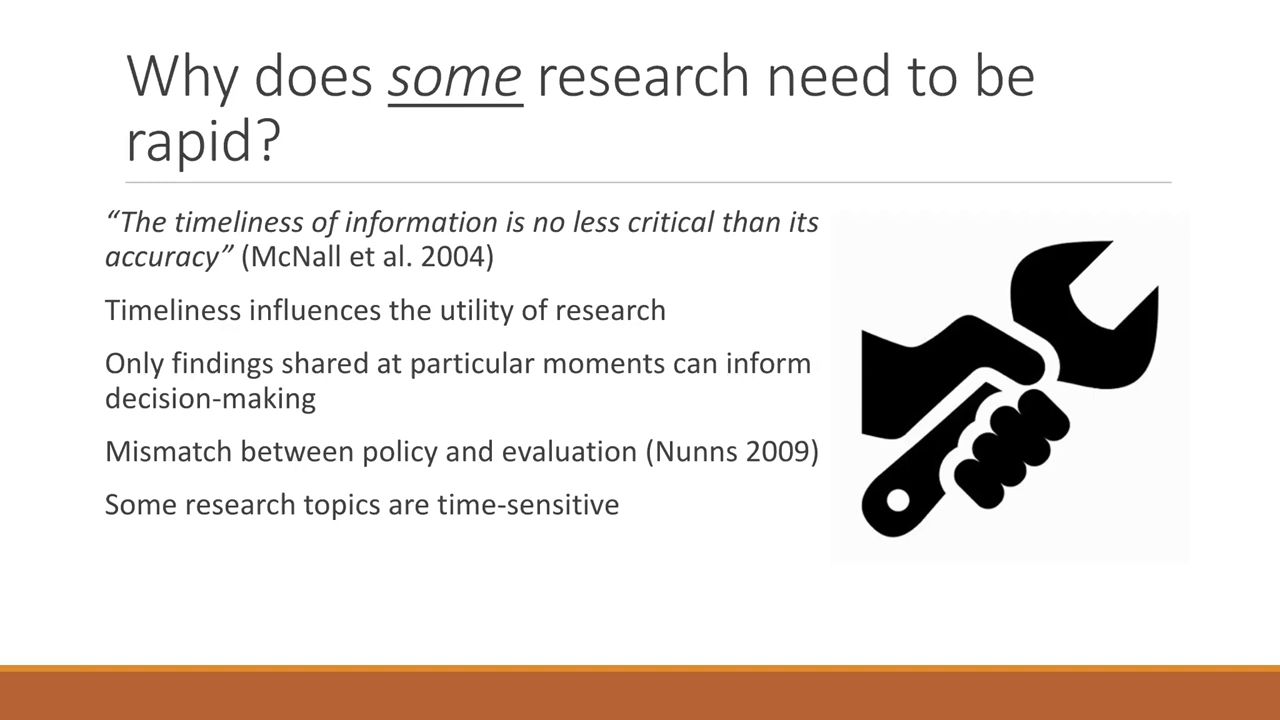 Why does some research need to be
rapid?
“The timeliness of information is no less critical than its
accuracy” (McNall et al. 2004)
Timeliness influences the utility of research
Only findings shared at particular moments can inform
decision-making
Mismatch between policy and evaluation (Nunns 2009)
Some research topics are time-sensitive